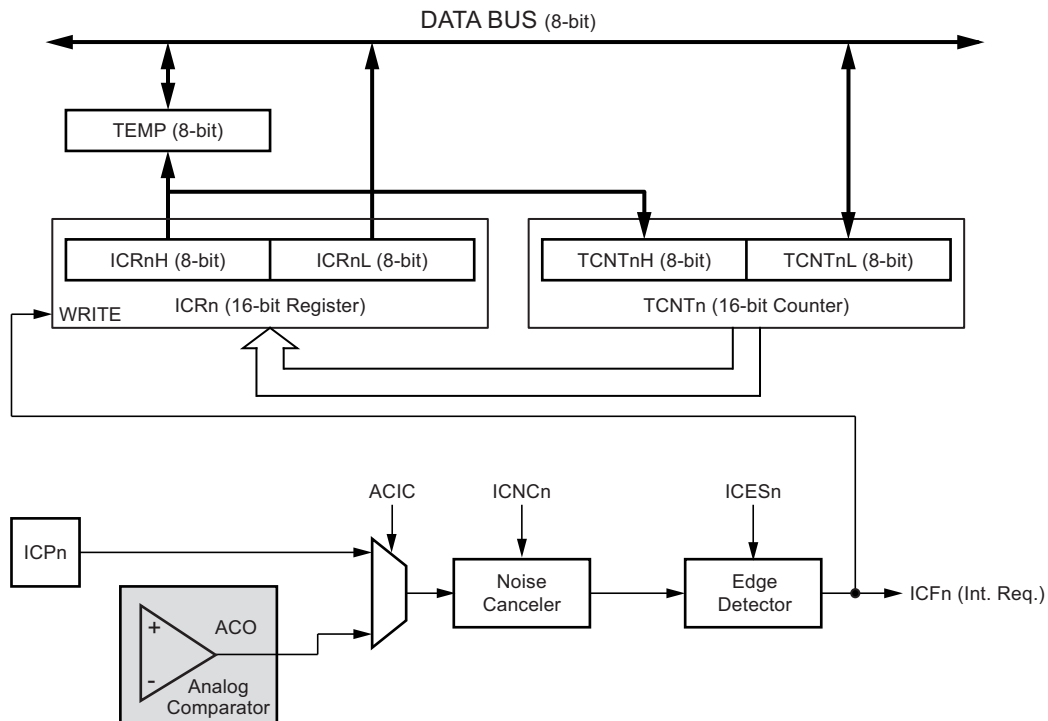 DATA BUS (8-bit)
TEMP (8-bit)
ICRnH (8-bit)
ICRnL (8-bit)
TCNTnH (8-bit)
TCNTnL (8-bit)
WRITE
ICRn (16-bit Register)
TCNTn (16-bit Counter)
ACIC
ICNCn
ICESn
ICPn
Noise
Canceler
Edge
Detector
ICFn (Int. Req.)
+
ACO
-
Analog
Comparator